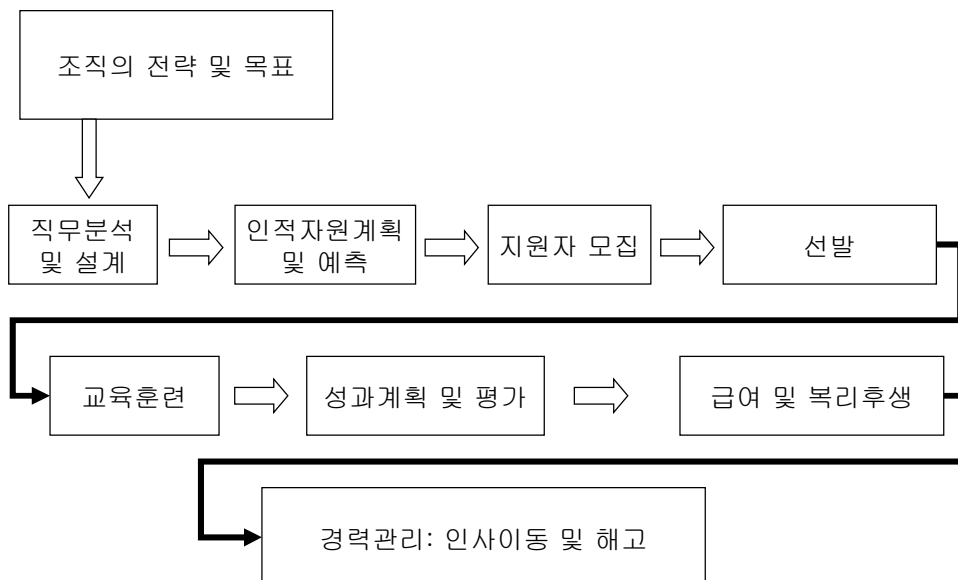 조직의 전략 및 목표
직무분석
및 설계
인적자원계획
및 예측
지원자 모집
선발
교육훈련
성과계획 및 평가
급여 및 복리후생
경력관리: 인사이동 및 해고